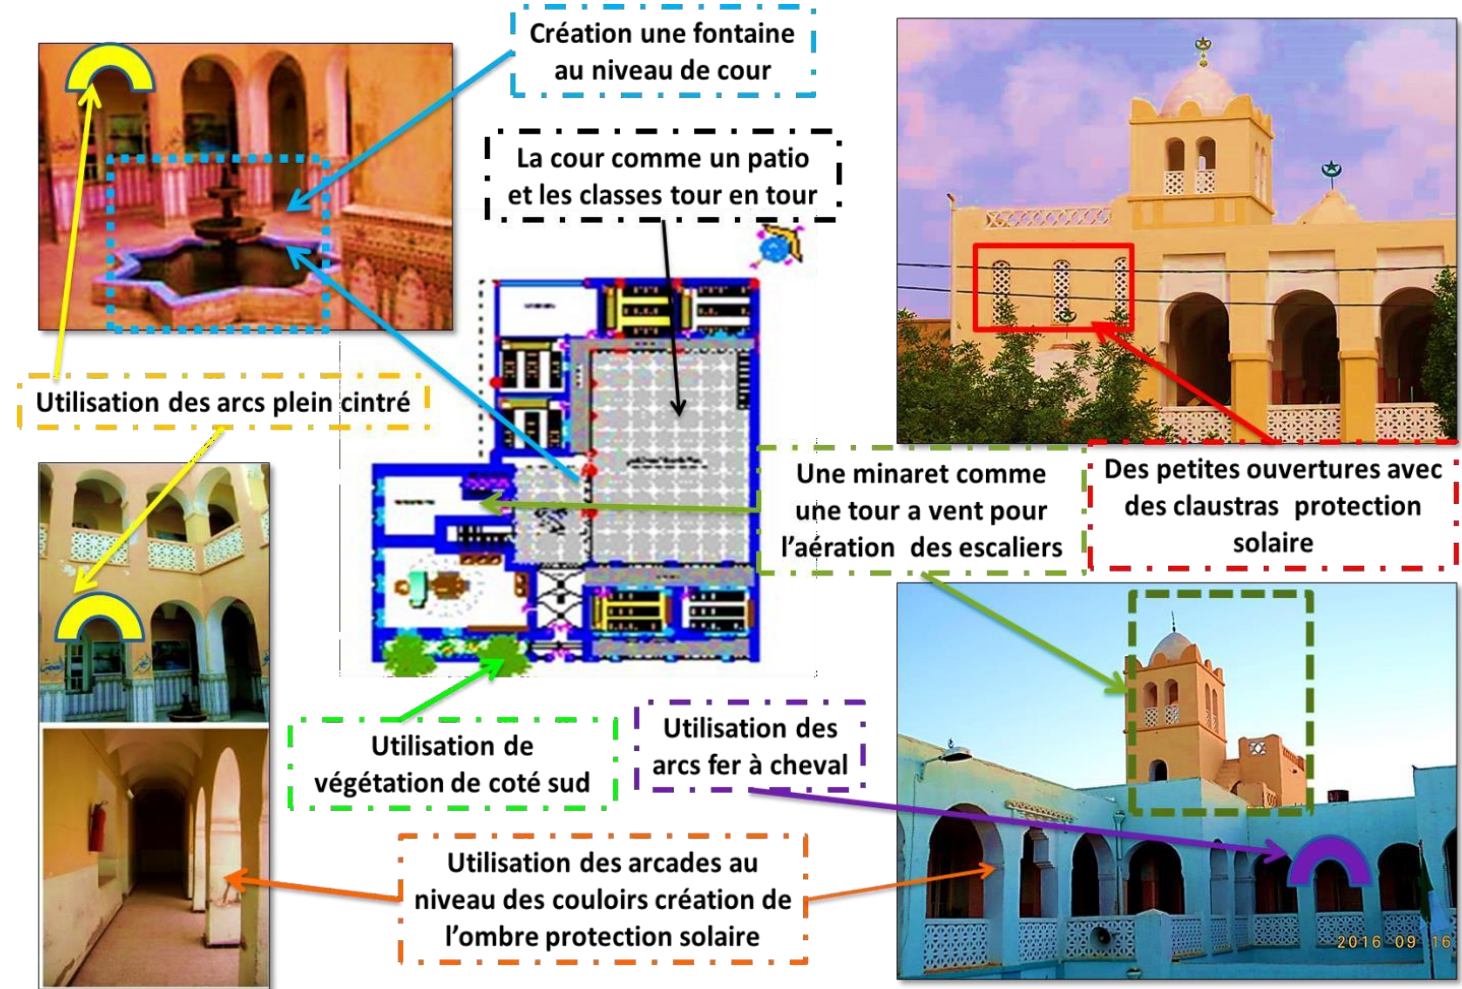 Création une fontaine
au niveau de cour
La cour comme un patio
et les classes tour en tour
Utilisation des arcs plein cintré
Une minaret comme
une tour a vent pour
l’aération des escaliers
Des petites ouvertures avec
des claustras protection
solaire
Utilisation de
végétation de coté sud
Utilisation des
arcs fer à cheval
Utilisation des arcades au
niveau des couloirs création de
l’ombre protection solaire
2016 09 16